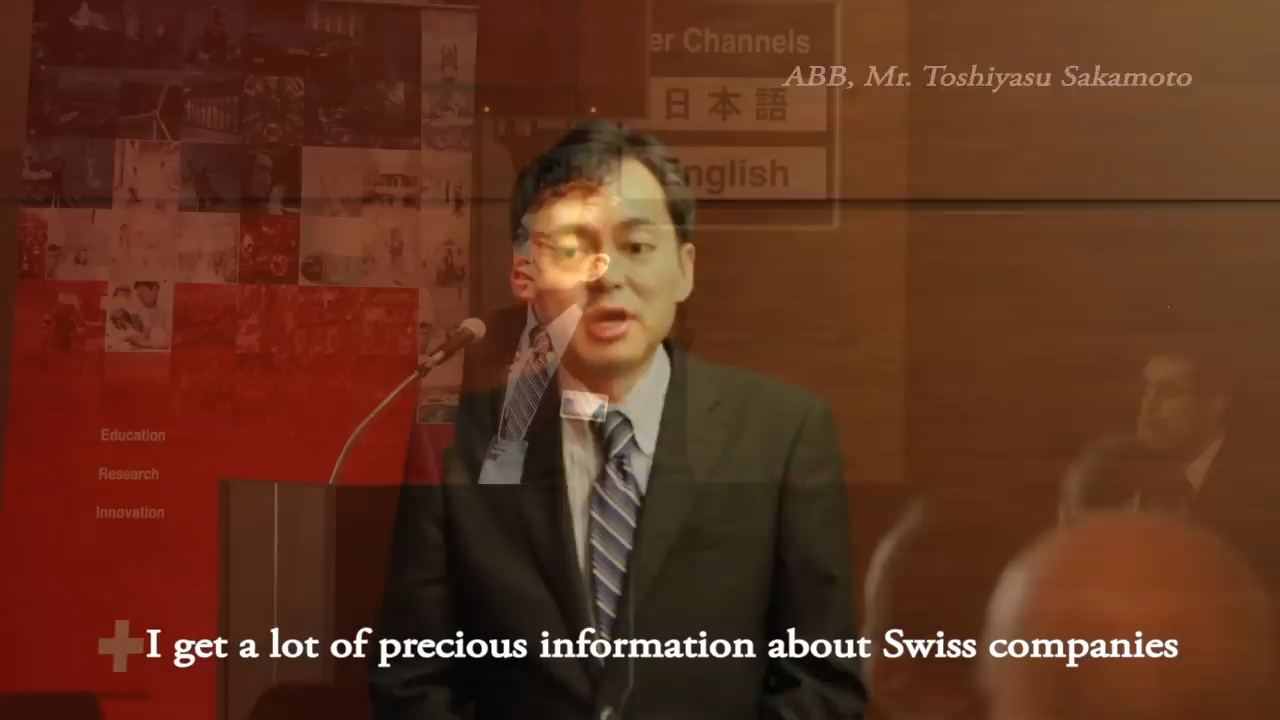 er Channels
ABB, Mr. Toshiyasu Sakamoto
日本語
English
Education
Research
Innovation
I get a lot of precious information about Swiss companies